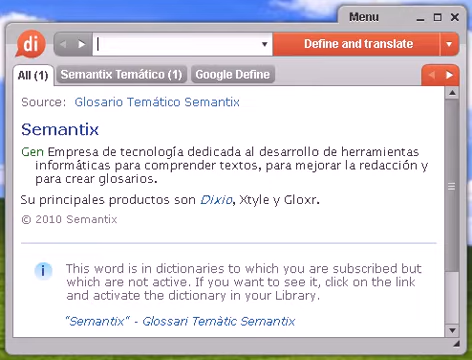 Menu
di
Define and translate
All (1) Semantix Temático (1) Google Define
Source: Glosario Temático Semantix
Semantix
Gen Empresa de tecnología dedicada al desarrollo de herramientas
informáticas para comprender textos, para mejorar la redacción y
para crear glosarios.
Su principales productos son Dixio, Xtyle y Gloxr.
© 2010 Semantix
i
This word is in dictionaries to which you are subscribed but
which are not active. If you want to see it, click on the link
and activate the dictionary in your Library.
"Semantix" - Glossari Temàtic Semantix